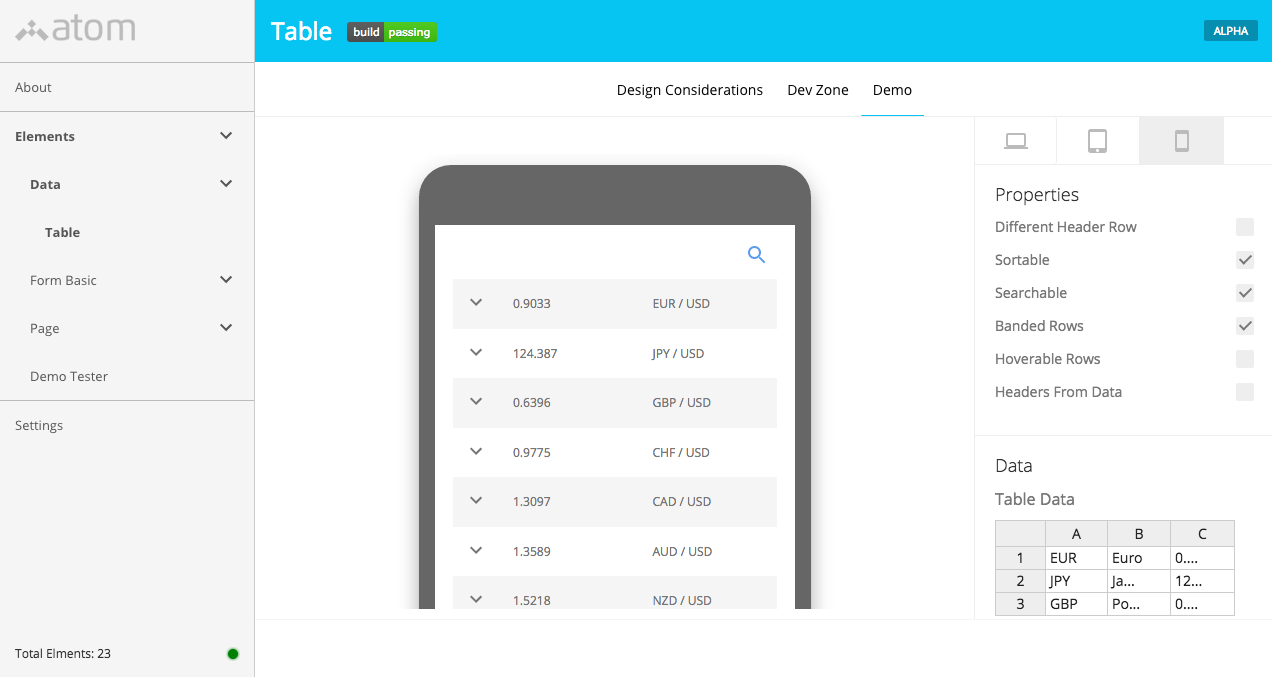 atom
About
Elements
Data
Table
Form Basic
Page
Demo Tester
Settings
Total Elments: 23
Table build passing ALPHA
Design Considerations Dev Zone Demo
0.9033 EUR / USD
124.387 JPY / USD
0.6396 GBP / USD
0.9775 CHF / USD
1.3097 CAD / USD
1.3589 AUD / USD
1.5218 NZD / USD
Properties
Different Header Row
Sortable
Searchable
Banded Rows
Hoverable Rows
Headers From Data
Data
Table Data
A B C
1 EUR Euro 0....
2 JPY Ja... 12...
3 GBP Po... 0....